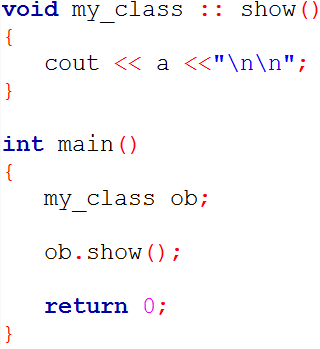 void my_class :: show()
{
cout << a <<"\n\n";
}
int main()
{
my_class ob;
ob.show();
return 0;
}